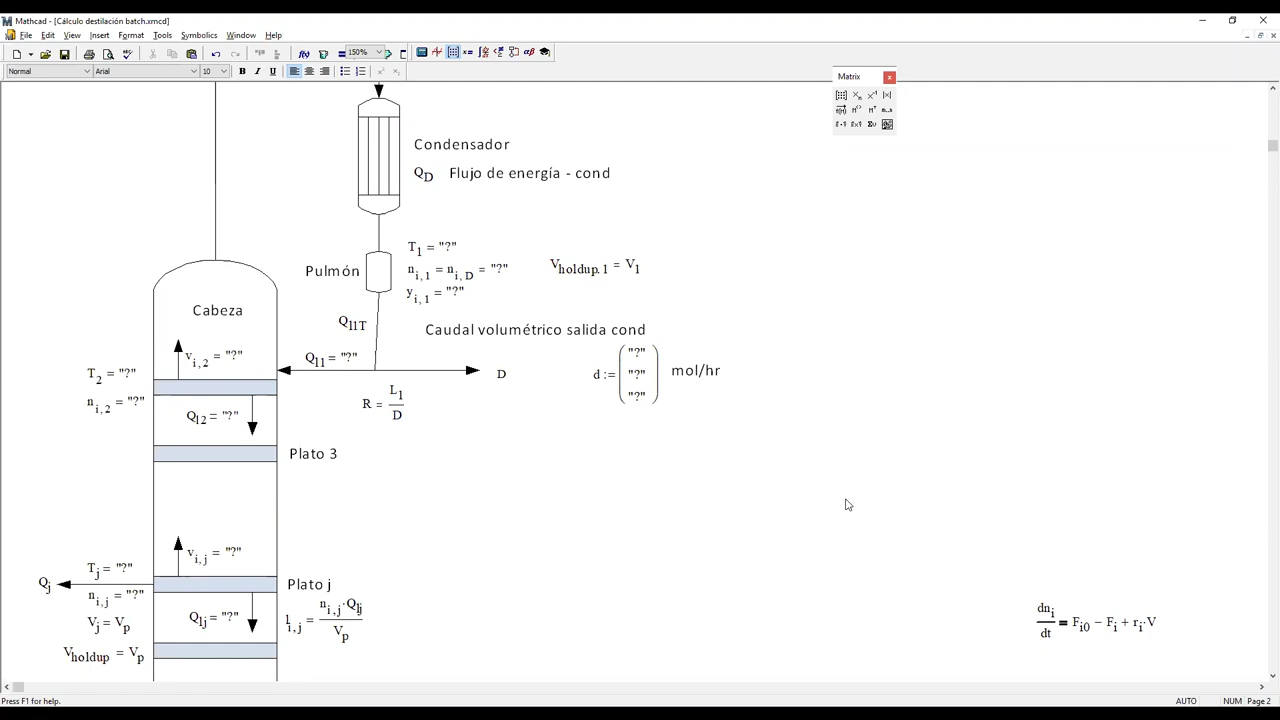 Mathcad - [Cálculo destilación batch.xmcd]
File Edit View Insert Format Tools Symbolics Window Help
150%
Normal Arial 10 B I U
Matrix
Condensador
Q_D Flujo de energía - cond
T_1 = "?"
Pulmón
n_i,1 = n_i,D = "?"
V_holdup.1 = V_1
y_i,1 = "?"
Cabeza
Q_l1T
Caudal volumétrico salida cond
v_i,2 = "?"
Q_l1 = "?"
T_2 = "?"
D
d := ( "?" "?" "?" ) mol/hr
n_i,2 = "?"
R = L_1 / D
Q_l2 = "?"
Plato 3
v_i,j = "?"
T_j = "?"
Q_j
Plato j
n_i,j = "?"
V_j = V_p
Q_lj = "?"
l_i,j = n_i,j·Q_lj / V_p
V_holdup = V_p
dn_i / dt = F_i0 − F_i + r_i·V
Press F1 for help.
AUTO NUM Page 2